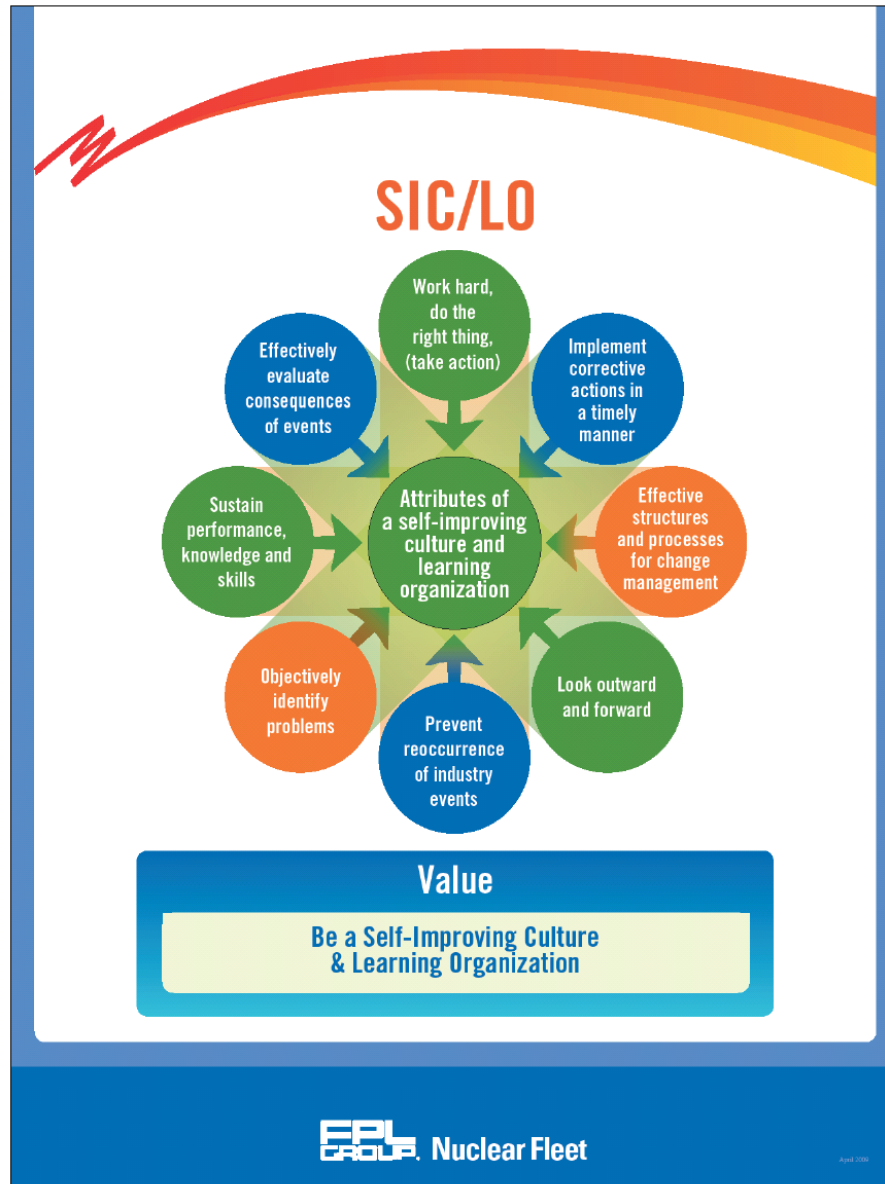 SIC/LO
Work hard,
do the
right thing,
(take action)
Implement
corrective
actions in
a timely
manner
Effective
structures
and processes
for change
management
Look outward
and forward
Prevent
reoccurrence
of industry
events
Objectively
identify
problems
Sustain
performance,
knowledge and
skills
Effectively
evaluate
consequences
of events
Attributes of
a self-improving
culture and
learning
organization
Value
Be a Self-Improving Culture
& Learning Organization
FPL
GROUP. Nuclear Fleet